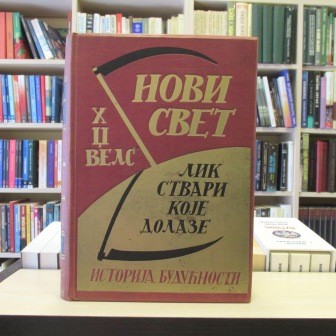 НОВИ
СВЕТ
Х
Џ
ВЕЛС
ЛИК
СТВАРИ
КОЈЕ
ДОЛАЗЕ
ИСТОРИЈА БУДУЋНОСТИ